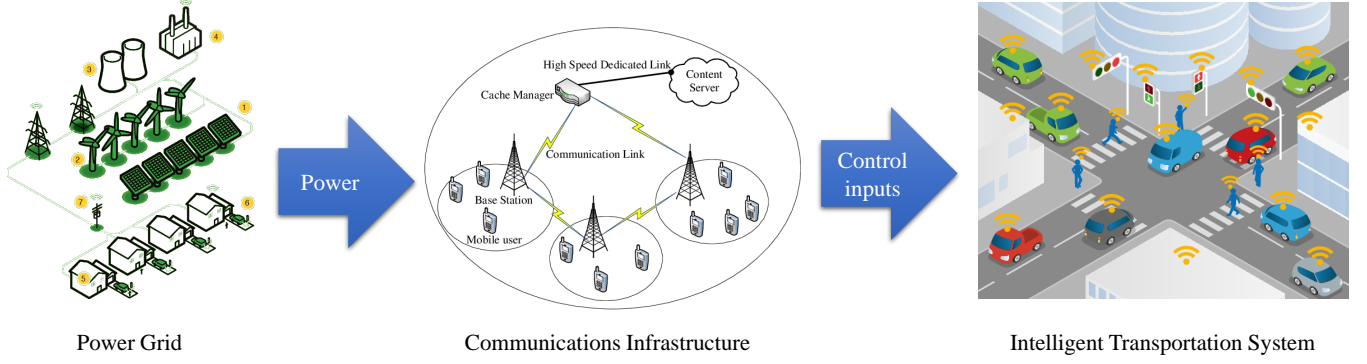 4
3
1
2
7
6
5
Power
High Speed Dedicated Link
Content
Server
Cache Manager
Communication Link
Base Station
Mobile user
Control
inputs
Power Grid
Communications Infrastructure
Intelligent Transportation System